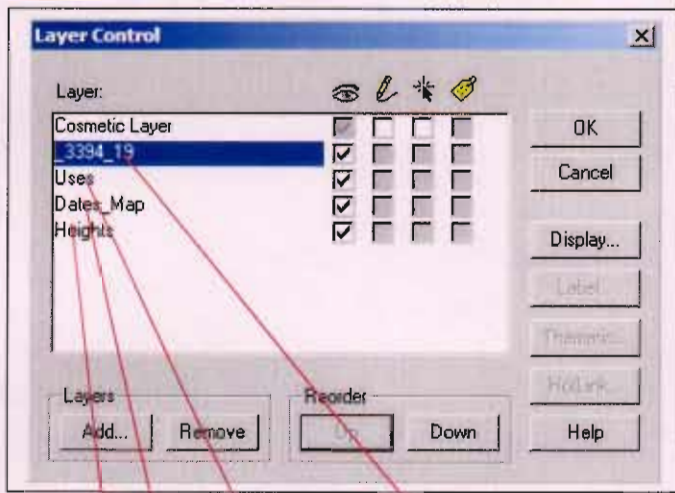 Layer Control
Layer:
Cosmetic Layer
_3394_19
Uses
Dates_Map
Heights
OK
Cancel
Display...
Label...
Thematic...
HotLink...
Help
Layers
Add...
Remove
Reorder
Up
Down